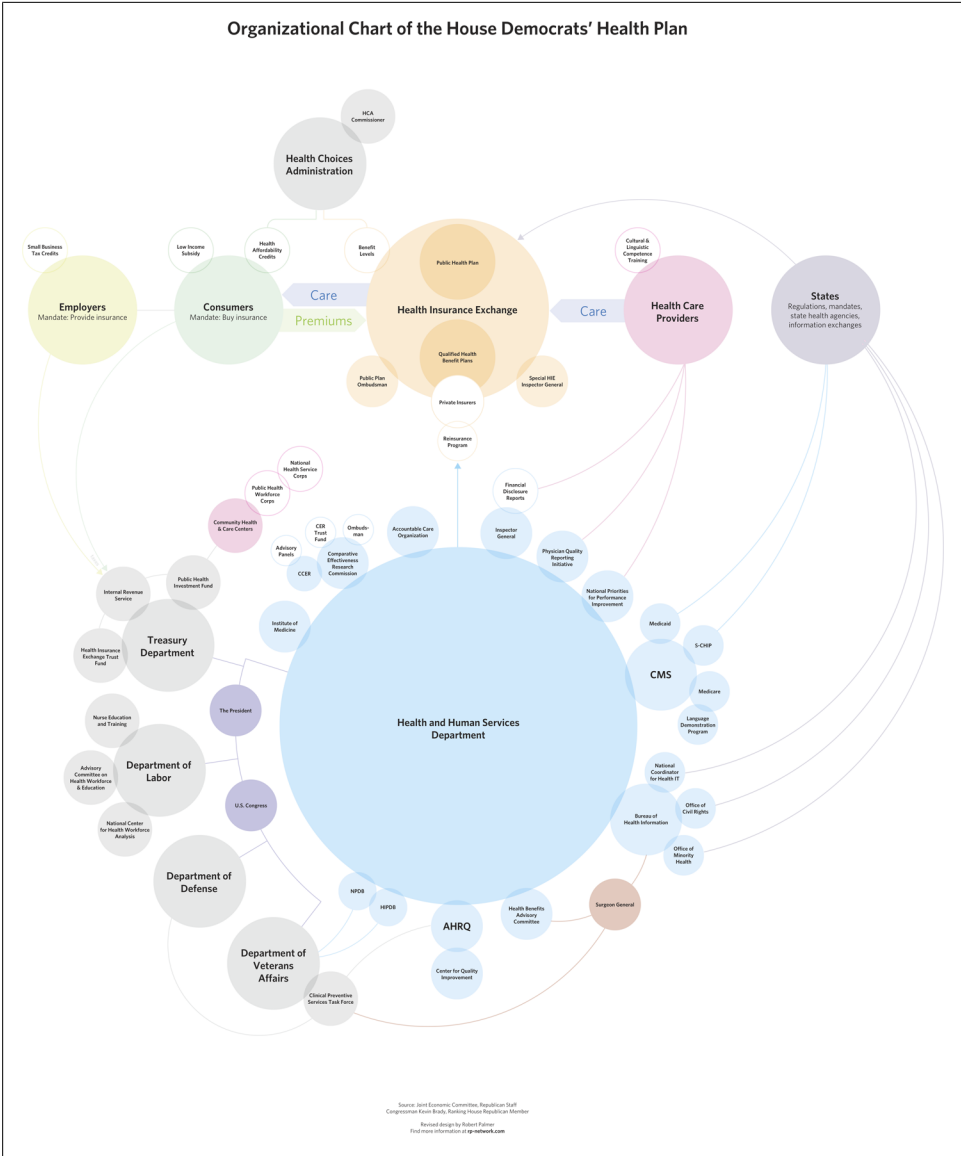 Organizational Chart of the House Democrats’ Health Plan
HCA
Commissioner
Health Choices
Administration
Small Business
Tax Credits
Low Income
Subsidy
Health
Affordability
Credits
Benefit
Levels
Public Health Plan
Cultural &
Linguistic
Competence
Training
Employers
Mandate: Provide insurance
Consumers
Mandate: Buy insurance
Care
Premiums
Health Insurance Exchange
Care
Health Care
Providers
States
Regulations, mandates,
state health agencies,
information exchanges
Qualified Health
Benefit Plans
Public Plan
Ombudsman
Special HIE
Inspector General
Private Insurers
Reinsurance
Program
National
Health Service
Corps
Public Health
Workforce
Corps
Community Health
& Care Centers
Financial
Disclosure
Reports
CER
Trust
Fund
Ombuds-
man
Accountable Care
Organization
Inspector
General
Advisory
Panels
CCER
Comparative
Effectiveness
Research
Commission
Physician Quality
Reporting
Initiative
Public Health
Investment Fund
Internal Revenue
Service
National Priorities
for Performance
Improvement
Institute of
Medicine
Medicaid
Treasury
Department
Health Insurance
Exchange Trust
Fund
S-CHIP
CMS
Medicare
Language
Demonstration
Program
The President
Nurse Education
and Training
Health and Human Services
Department
Department of
Labor
Advisory
Committee on
Health Workforce
& Education
National
Coordinator
for Health IT
U.S. Congress
Office of
Civil Rights
Bureau of
Health Information
National Center
for Health Workforce
Analysis
Office of
Minority
Health
Department of
Defense
NPDB
HIPDB
Health Benefits
Advisory
Committee
Surgeon General
AHRQ
Department of
Veterans
Affairs
Center for Quality
Improvement
Clinical Preventive
Services Task Force
Source: Joint Economic Committee, Republican Staff
Congressman Kevin Brady, Ranking House Republican Member
Revised design by Robert Palmer
Find more information at rp-network.com